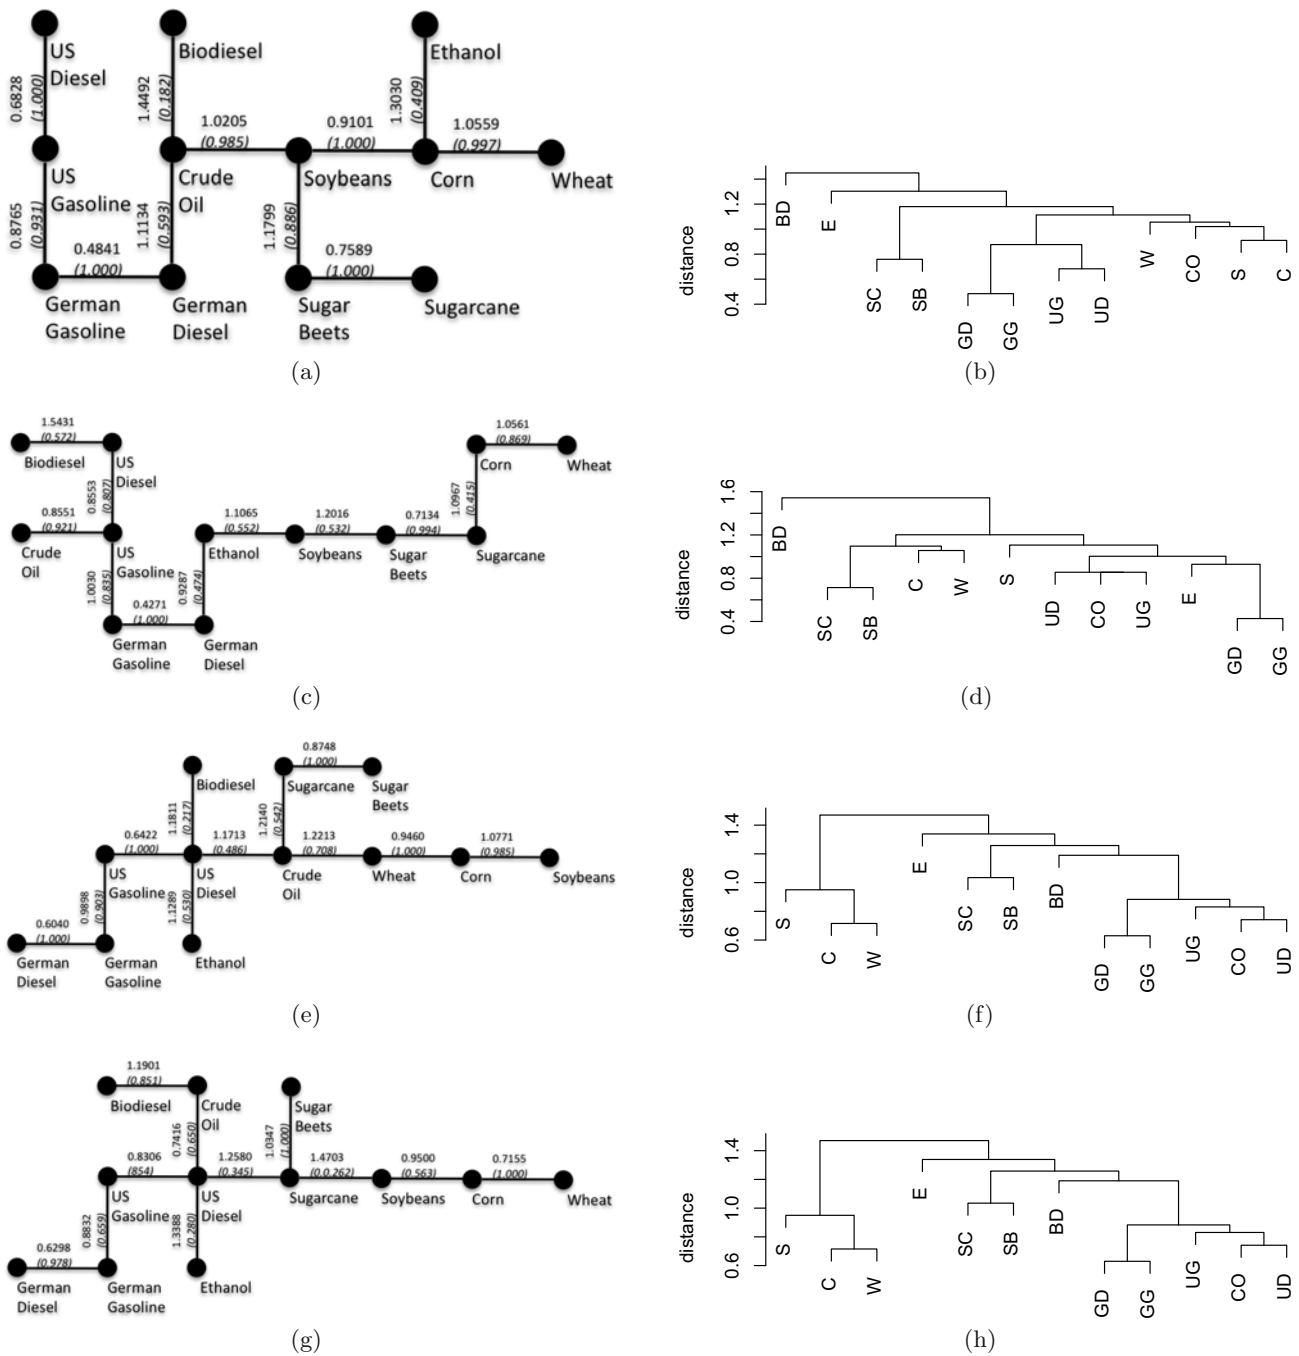 US
Diesel
0.6828
(1.000)
US
Gasoline
0.8765
(0.931)
0.4841
(1.000)
German
Gasoline
German
Diesel
Biodiesel
1.4492
(0.182)
1.0205
(0.985)
Crude
Oil
1.1134
(0.593)
0.9101
(1.000)
Soybeans
1.1799
(0.886)
0.7589
(1.000)
Sugar
Beets
Sugarcane
Ethanol
1.3030
(0.409)
1.0559
(0.997)
Corn
Wheat
(a)
distance
0.4 0.8 1.2
BD
E
SC
SB
GD
GG
UG
UD
W
CO
S
C
(b)
1.5431
(0.572)
Biodiesel
US
Diesel
0.8553
(0.807)
0.8551
(0.921)
Crude
Oil
US
Gasoline
1.0030
(0.835)
0.4271
(1.000)
German
Gasoline
German
Diesel
0.9287
(0.474)
1.1065
(0.552)
Ethanol
1.2016
(0.532)
Soybeans
0.7134
(0.994)
Sugar
Beets
Sugarcane
1.0967
(0.415)
1.0561
(0.869)
Corn
Wheat
(c)
distance
0.4 0.8 1.2 1.6
BD
SC
SB
C
W
S
UD
CO
UG
E
GD
GG
(d)
Biodiesel
1.1811
(0.217)
0.8748
(1.000)
Sugarcane
Sugar
Beets
1.2140
(0.542)
0.6422
(1.000)
1.1713
(0.486)
1.2213
(0.708)
0.9460
(1.000)
1.0771
(0.985)
US
Gasoline
US
Diesel
Crude
Oil
Wheat
Corn
Soybeans
0.9898
(0.903)
1.1289
(0.530)
0.6040
(1.000)
German
Diesel
German
Gasoline
Ethanol
(e)
distance
0.6 1.0 1.4
S
C
W
E
SC
SB
BD
GD
GG
UG
CO
UD
(f)
1.1901
(0.851)
Biodiesel
Crude
Oil
0.7416
(0.650)
Sugar
Beets
1.0347
(1.000)
0.8306
(854)
1.2580
(0.345)
1.4703
(0.0.262)
0.9500
(0.563)
0.7155
(1.000)
US
Gasoline
US
Diesel
Sugarcane
Soybeans
Corn
Wheat
0.8832
(0.659)
1.3388
(0.280)
0.6298
(0.978)
German
Diesel
German
Gasoline
Ethanol
(g)
distance
0.6 1.0 1.4
S
C
W
E
SC
SB
BD
GD
GG
UG
CO
UD
(h)